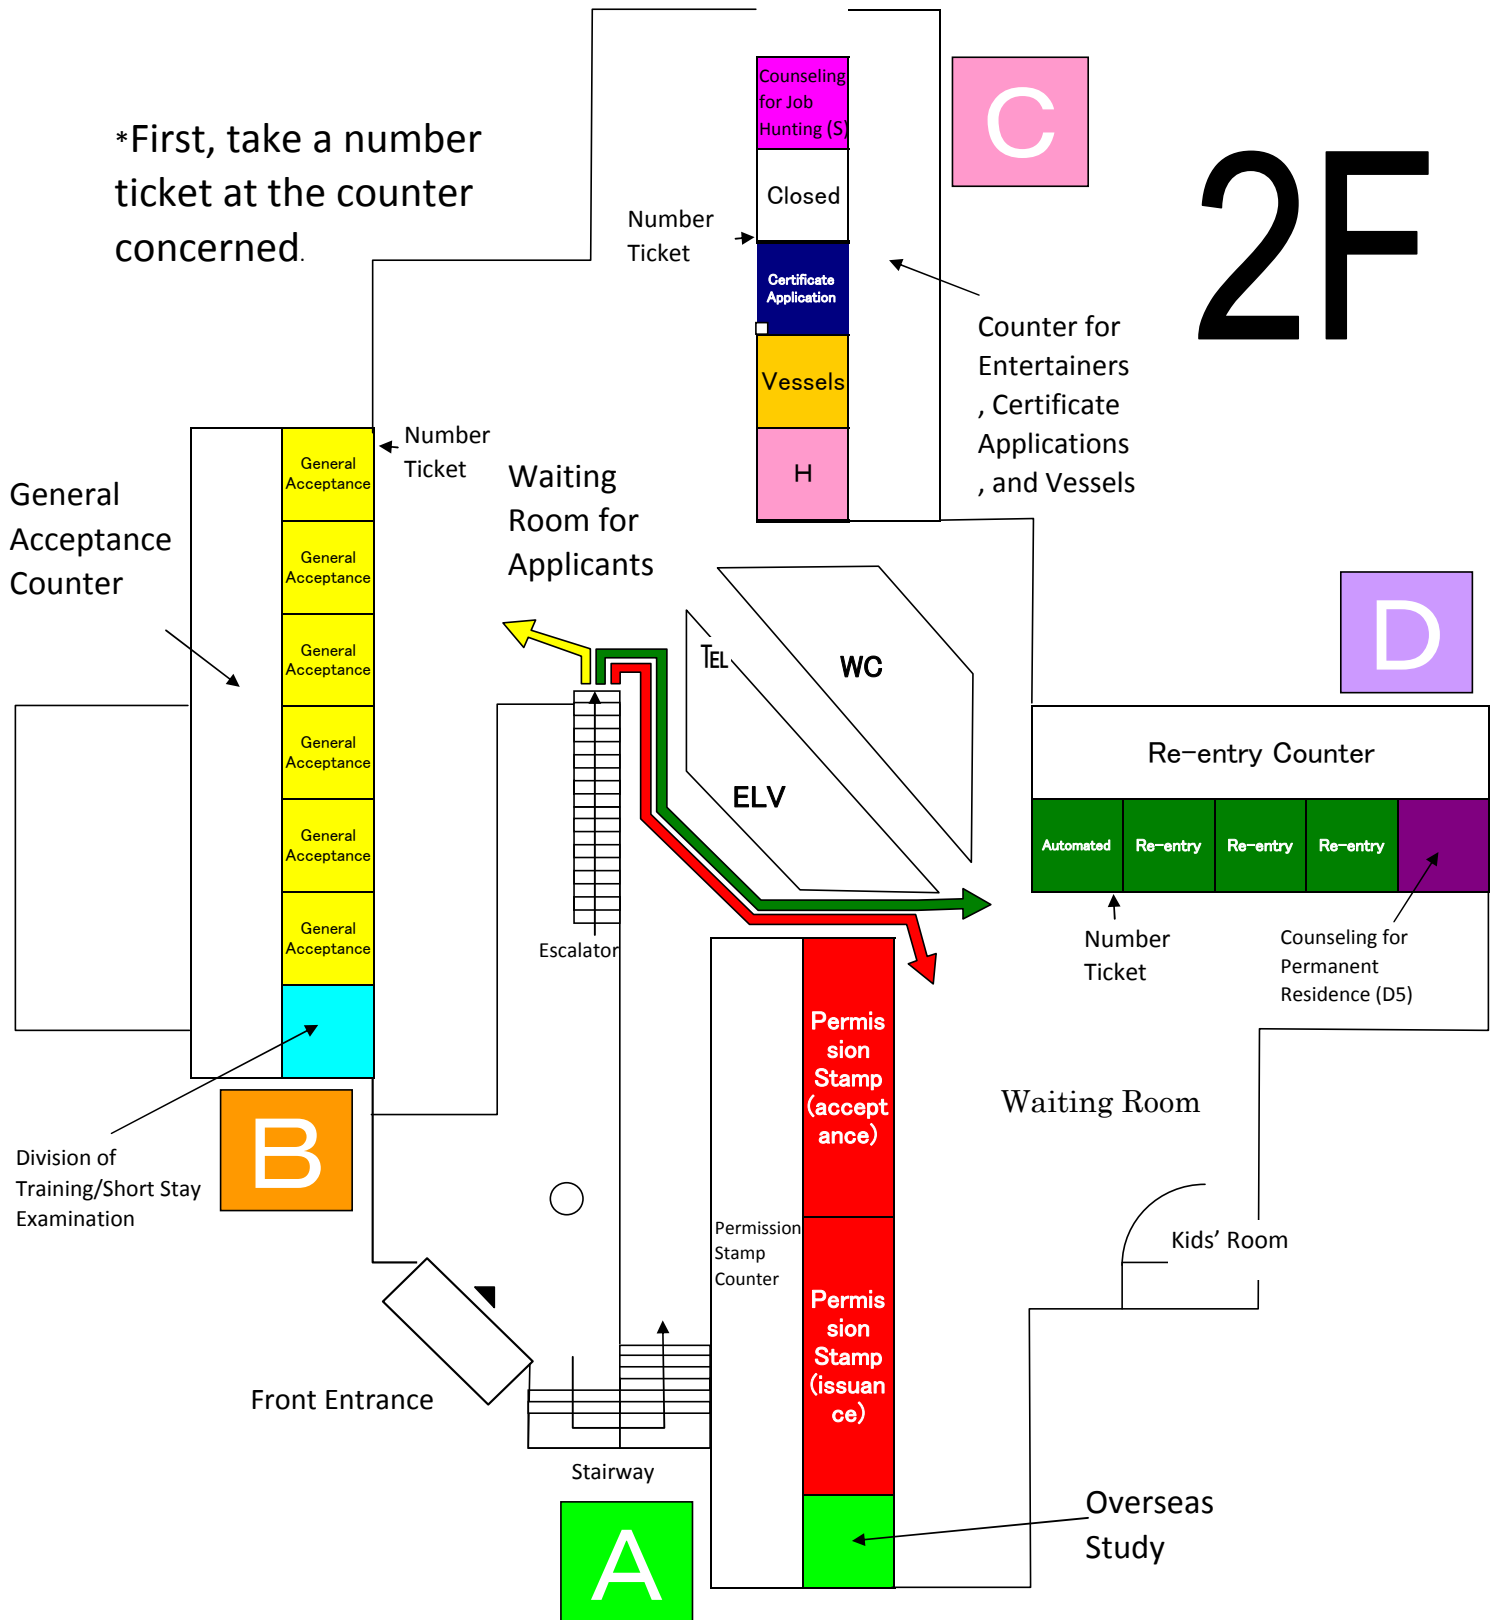 *First, take a number
ticket at the counter
concerned.
Counseling
for Job
Hunting (S)
C
2F
Closed
Number
Ticket
Certificate
Application
Vessels
H
Counter for
Entertainers
, Certificate
Applications
, and Vessels
General
Acceptance
Counter
General
Acceptance
General
Acceptance
General
Acceptance
General
Acceptance
General
Acceptance
General
Acceptance
Number
Ticket
Waiting
Room for
Applicants
TEL
WC
ELV
Escalator
D
Re-entry Counter
Automated
Re-entry
Re-entry
Re-entry
Number
Ticket
Counseling for
Permanent
Residence (D5)
Division of
Training/Short Stay
Examination
B
Permis
sion
Stamp
(accept
ance)
Waiting Room
Permission
Stamp
Counter
Permis
sion
Stamp
(issuan
ce)
Kids’ Room
Front Entrance
Stairway
A
Overseas
Study